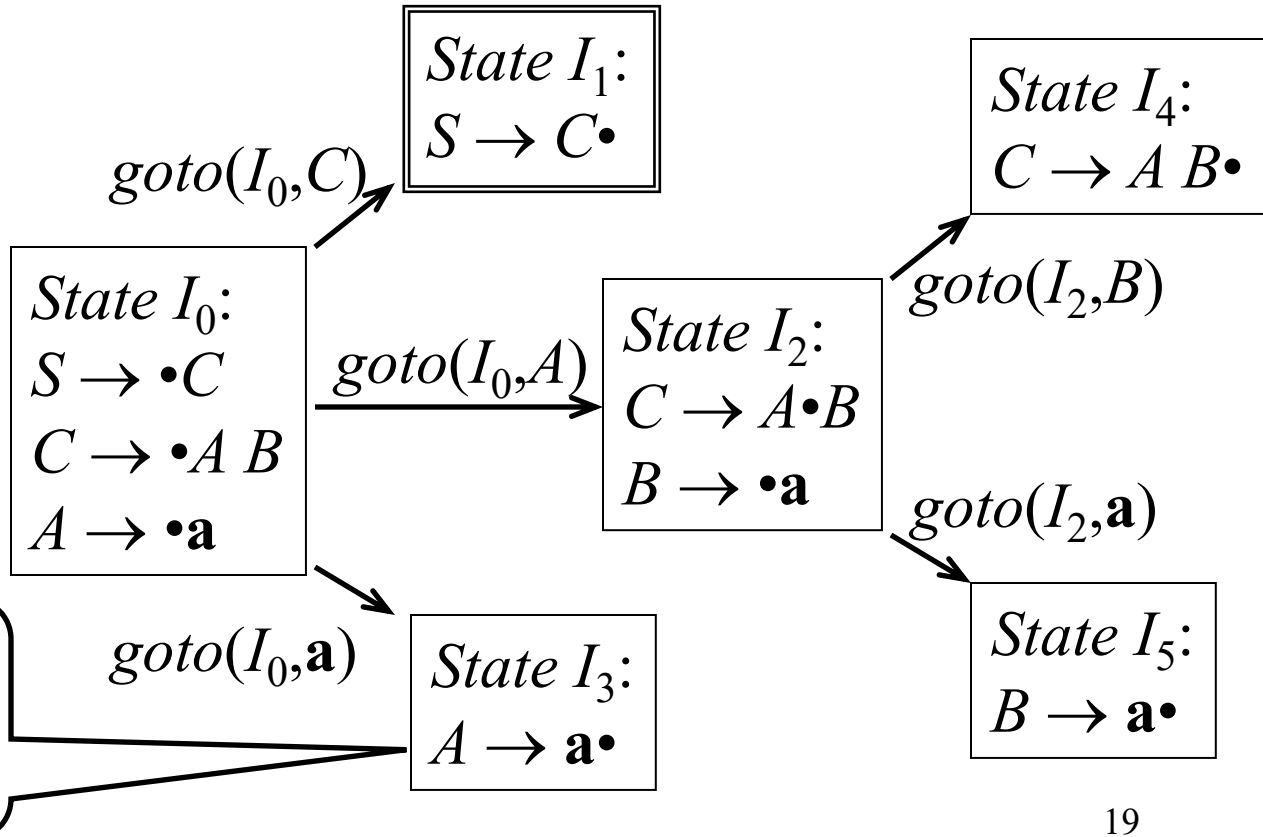 State I₁:
S → C•
goto(I₀,C)
State I₄:
C → A B•
goto(I₂,B)
State I₀:
S → •C
C → •A B
A → •a
goto(I₀,A)
State I₂:
C → A•B
B → •a
goto(I₂,a)
goto(I₀,a)
State I₃:
A → a•
State I₅:
B → a•
19